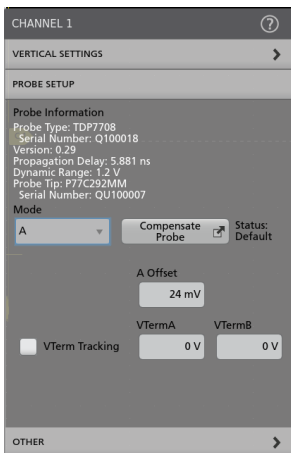 CHANNEL 1 ?
VERTICAL SETTINGS
PROBE SETUP
Probe Information
Probe Type: TDP7708
Serial Number: Q100018
Version: 0.29
Propagation Delay: 5.881 ns
Dynamic Range: 1.2 V
Probe Tip: P77C292MM
Serial Number: QU100007
Mode
A
Compensate
Probe
Status:
Default
A Offset
24 mV
VTermA VTermB
VTerm Tracking 0 V 0 V
OTHER